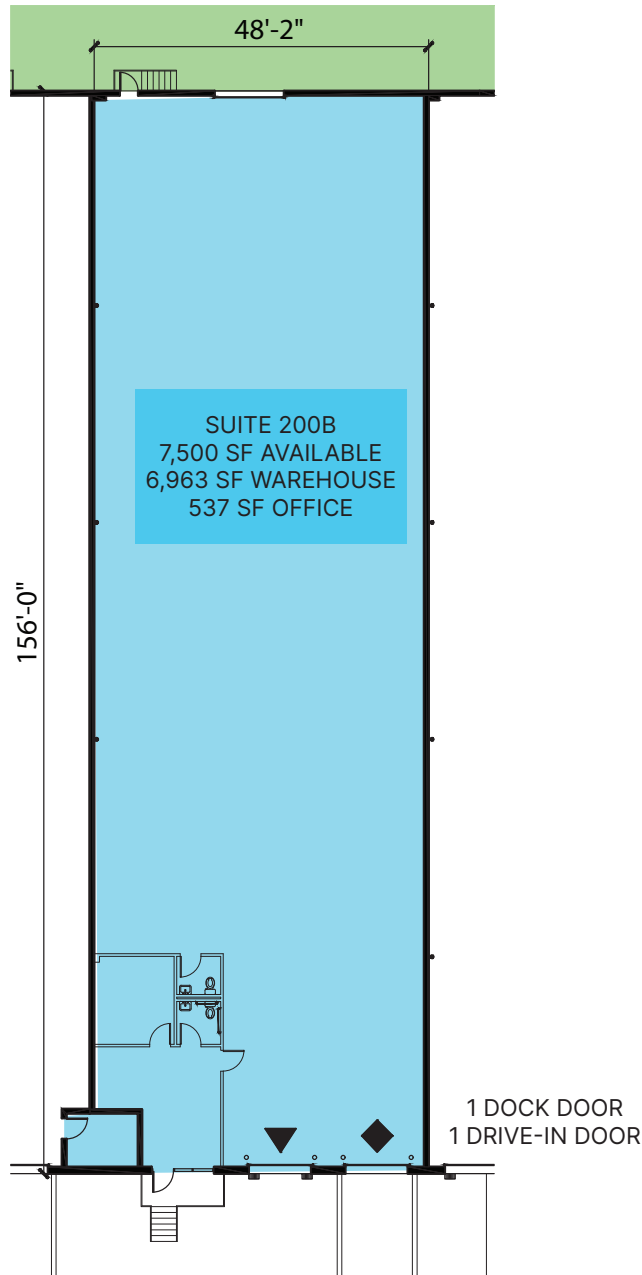 48'-2"
SUITE 200B
7,500 SF AVAILABLE
6,963 SF WAREHOUSE
537 SF OFFICE
156'-0"
1 DOCK DOOR
1 DRIVE-IN DOOR